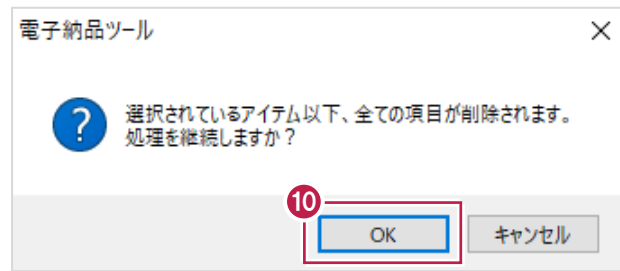 電子納品ツール
選択されているアイテム以下、全ての項目が削除されます。
処理を継続しますか？
10
OK
キャンセル